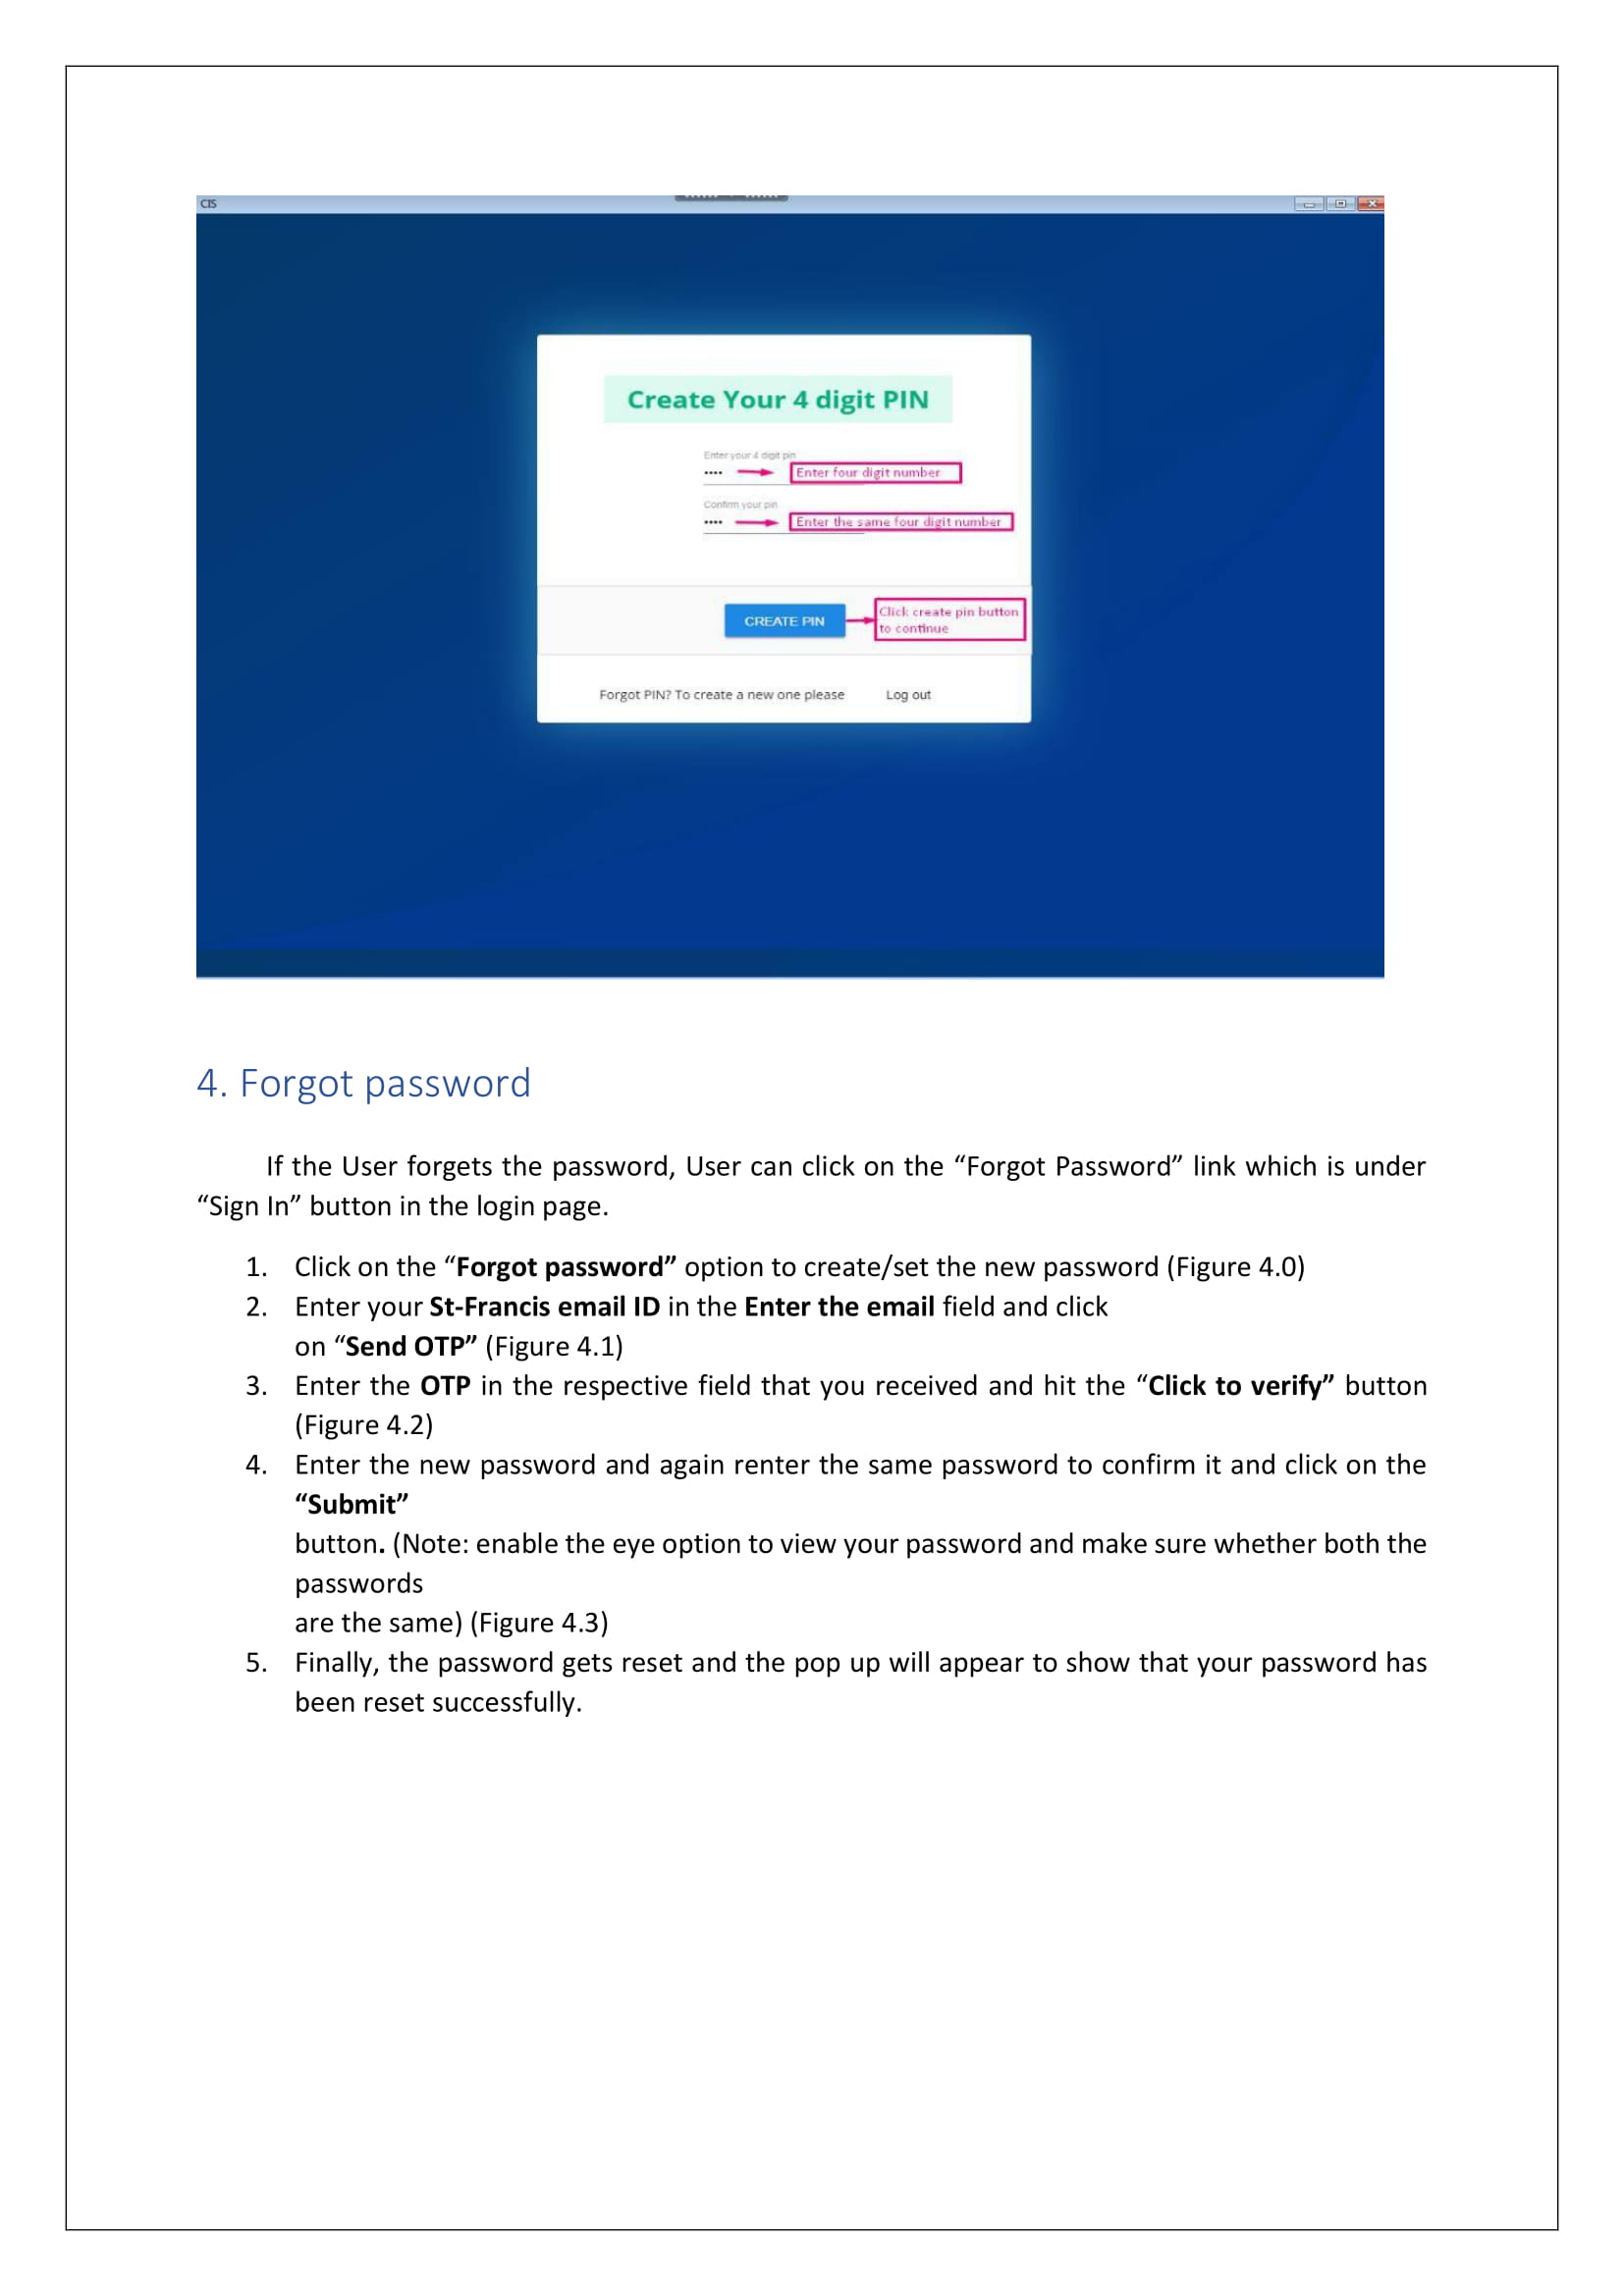 CIS
Create Your 4 digit PIN
Enter your 4 digit pin
•••• Enter four digit number
Confirm your pin
•••• Enter the same four digit number
CREATE PIN
Click create pin button
to continue
Forgot PIN? To create a new one please Log out
4. Forgot password
If the User forgets the password, User can click on the “Forgot Password” link which is under
“Sign In” button in the login page.
1. Click on the “Forgot password” option to create/set the new password (Figure 4.0)
2. Enter your St-Francis email ID in the Enter the email field and click
on “Send OTP” (Figure 4.1)
3. Enter the OTP in the respective field that you received and hit the “Click to verify” button
(Figure 4.2)
4. Enter the new password and again renter the same password to confirm it and click on the
“Submit”
button. (Note: enable the eye option to view your password and make sure whether both the
passwords
are the same) (Figure 4.3)
5. Finally, the password gets reset and the pop up will appear to show that your password has
been reset successfully.